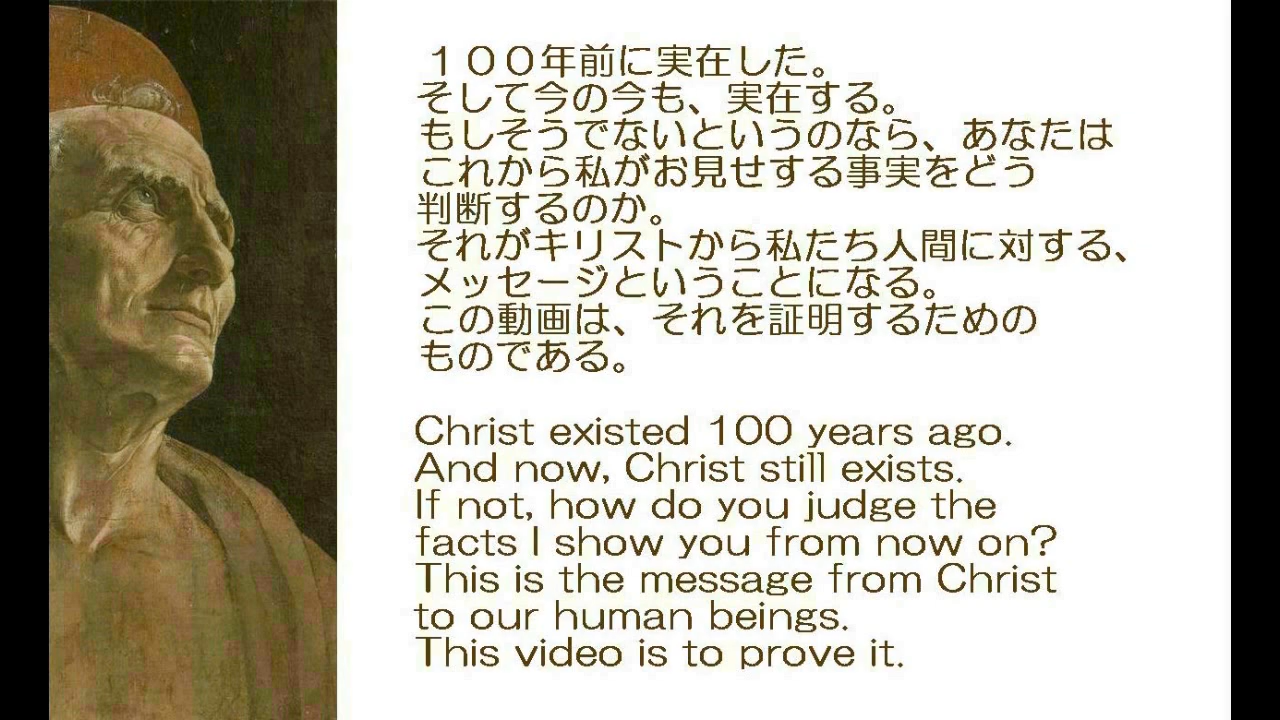 １００年前に実在した。
そして今の今も、実在する。
もしそうでないというのなら、あなたは
これから私がお見せする事実をどう
判断するのか。
それがキリストから私たち人間に対する、
メッセージということになる。
この動画は、それを証明するための
ものである。
Christ existed 100 years ago.
And now, Christ still exists.
If not, how do you judge the
facts I show you from now on?
This is the message from Christ
to our human beings.
This video is to prove it.